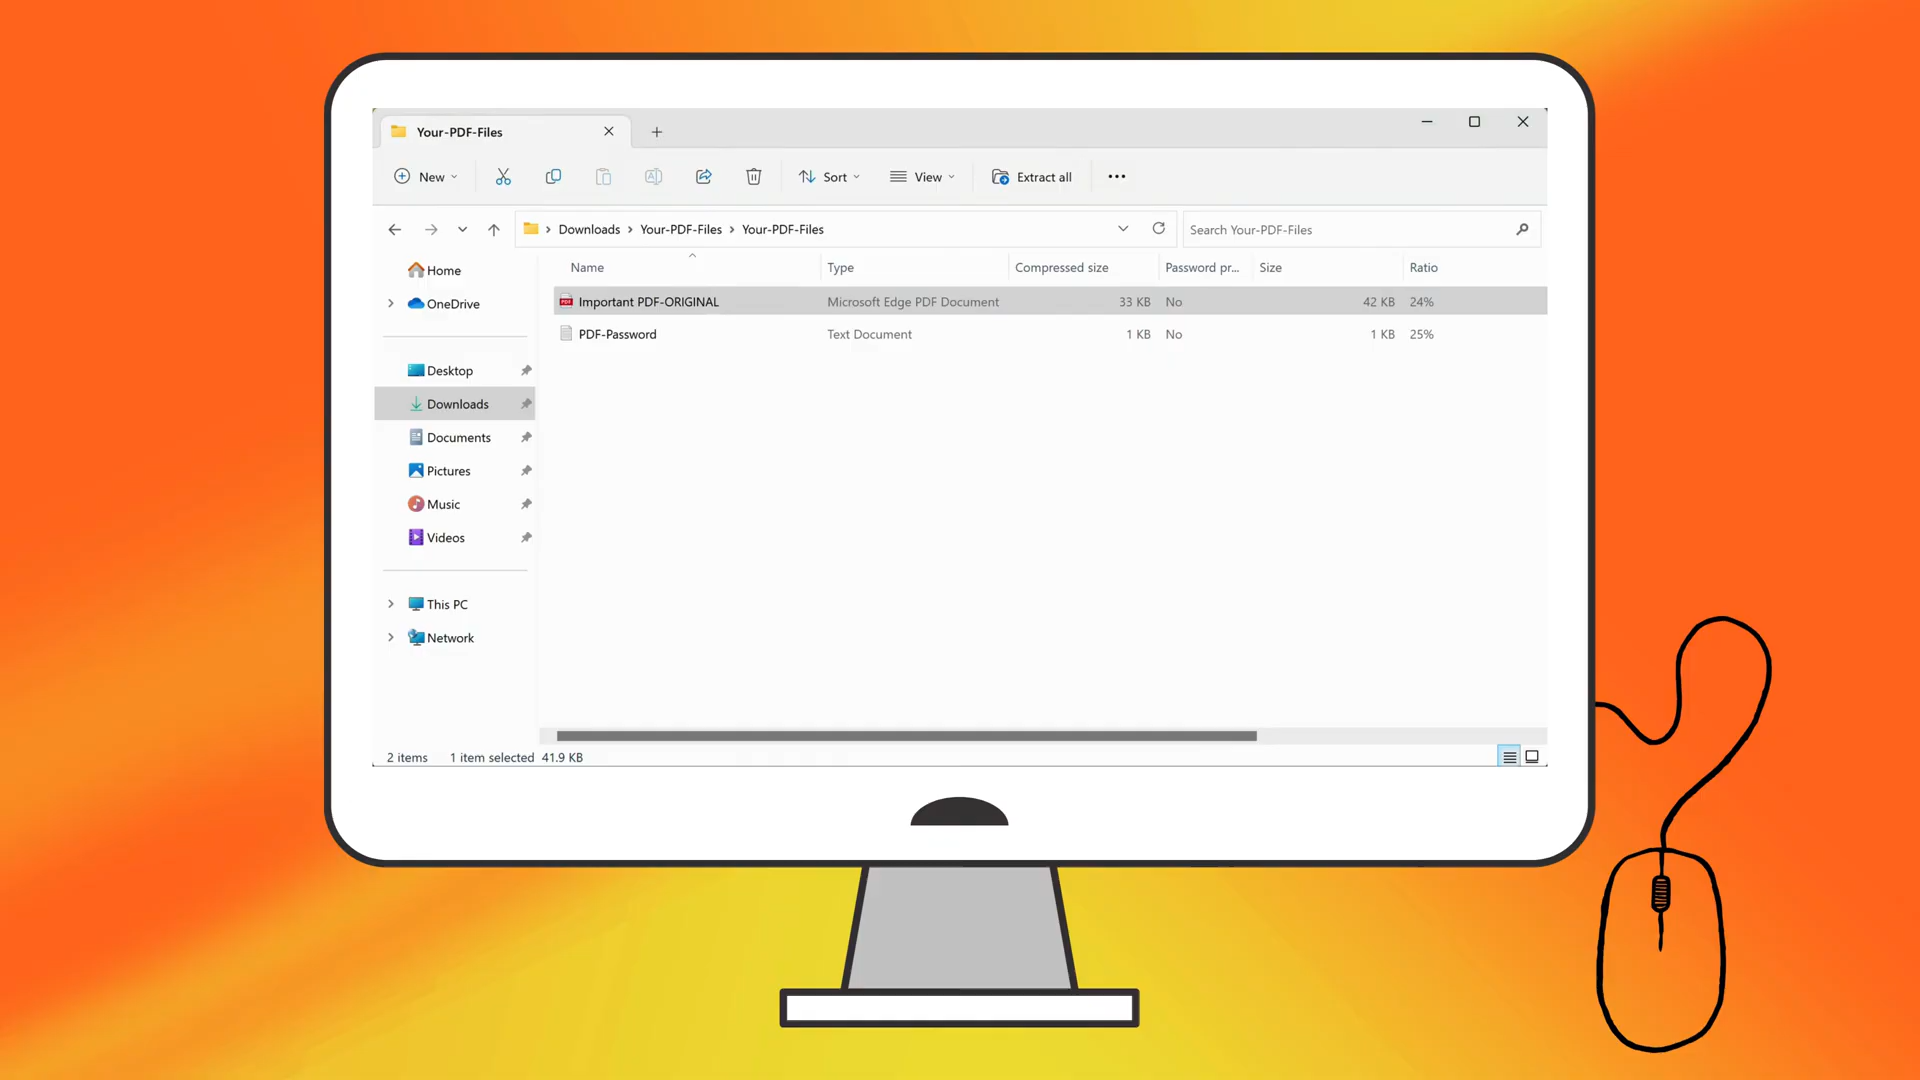 Your-PDF-Files
New Sort View Extract all
Downloads Your-PDF-Files Your-PDF-Files Search Your-PDF-Files
Name Type Compressed size Password pr... Size Ratio
Important PDF-ORIGINAL Microsoft Edge PDF Document 33 KB No 42 KB 24%
PDF-Password Text Document 1 KB No 1 KB 25%
Home
OneDrive
Desktop
Downloads
Documents
Pictures
Music
Videos
This PC
Network
2 items 1 item selected 41.9 KB